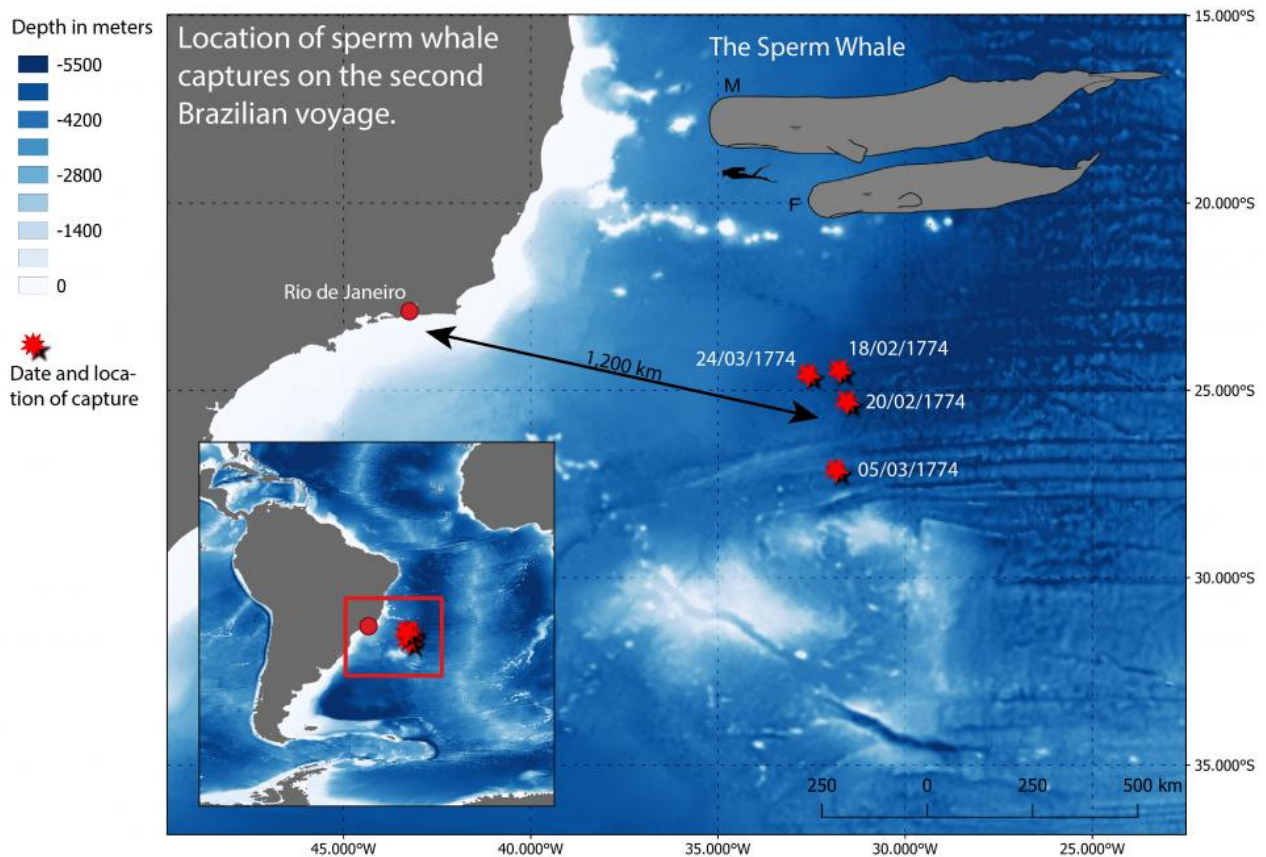 Depth in meters
-5500
-4200
-2800
-1400
0
Date and loca-
tion of capture
Location of sperm whale
captures on the second
Brazilian voyage.
The Sperm Whale
M
F
Rio de Janeiro
1,200 km
24/03/1774
18/02/1774
20/02/1774
05/03/1774
15.000°S
20.000°S
25.000°S
30.000°S
35.000°S
250 0 250 500 km
45.000°W 40.000°W 35.000°W 30.000°W 25.000°W